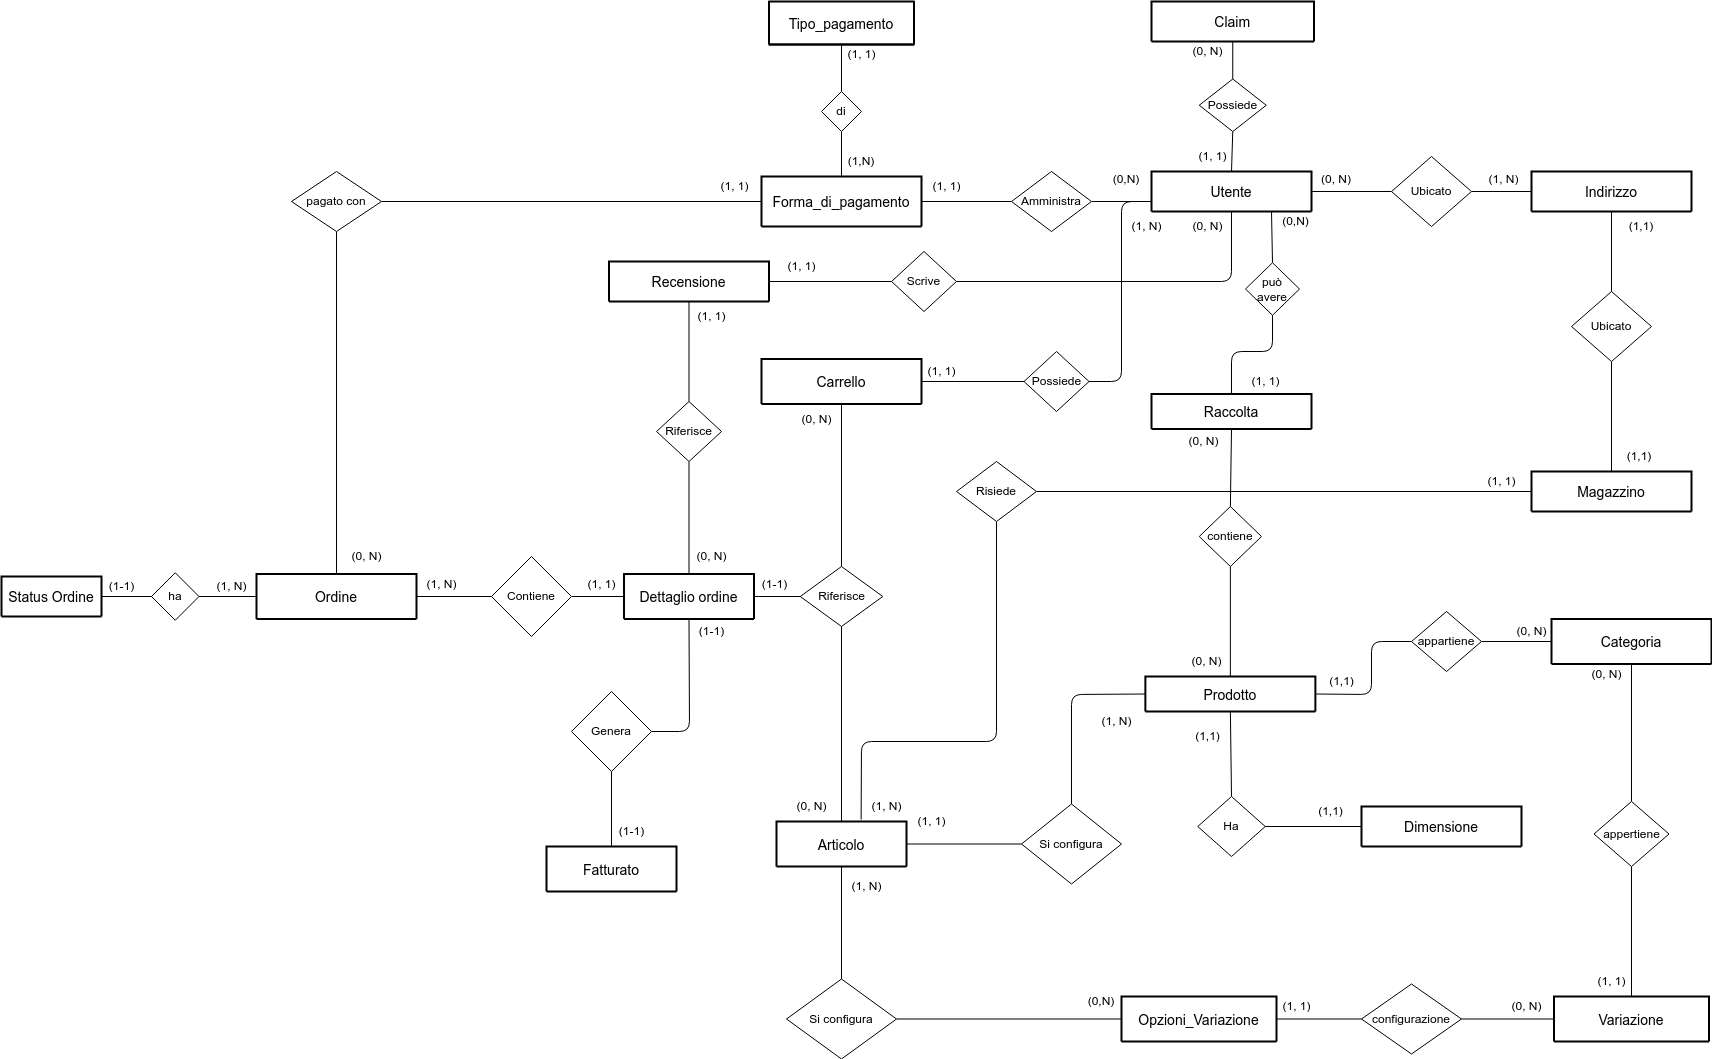 Tipo_pagamento
Claim
(1, 1)
(0, N)
di
Possiede
(1,N)
(1, 1)
(1, 1)
(1, 1)
(0,N)
(0, N)
(1, N)
pagato con
Forma_di_pagamento
Amministra
Utente
Ubicato
Indirizzo
(1, N)
(0, N)
(0,N)
(1,1)
Recensione
(1, 1)
Scrive
può
avere
(1, 1)
Ubicato
Carrello
(1, 1)
Possiede
(1, 1)
Raccolta
(0, N)
Riferisce
(0, N)
(1,1)
Risiede
(1, 1)
Magazzino
contiene
(0, N)
(0, N)
Status Ordine
(1-1)
ha
(1, N)
Ordine
(1, N)
Contiene
(1, 1)
Dettaglio ordine
(1-1)
Riferisce
(1-1)
(0, N)
Categoria
appartiene
(0, N)
(1,1)
(0, N)
Prodotto
(1, N)
(1,1)
Genera
(0, N)
(1, N)
(1, 1)
(1,1)
Dimensione
Ha
(1-1)
Articolo
Si configura
appertiene
Fatturato
(1, N)
(1, 1)
Si configura
(0,N)
Opzioni_Variazione
(1, 1)
configurazione
(0, N)
Variazione